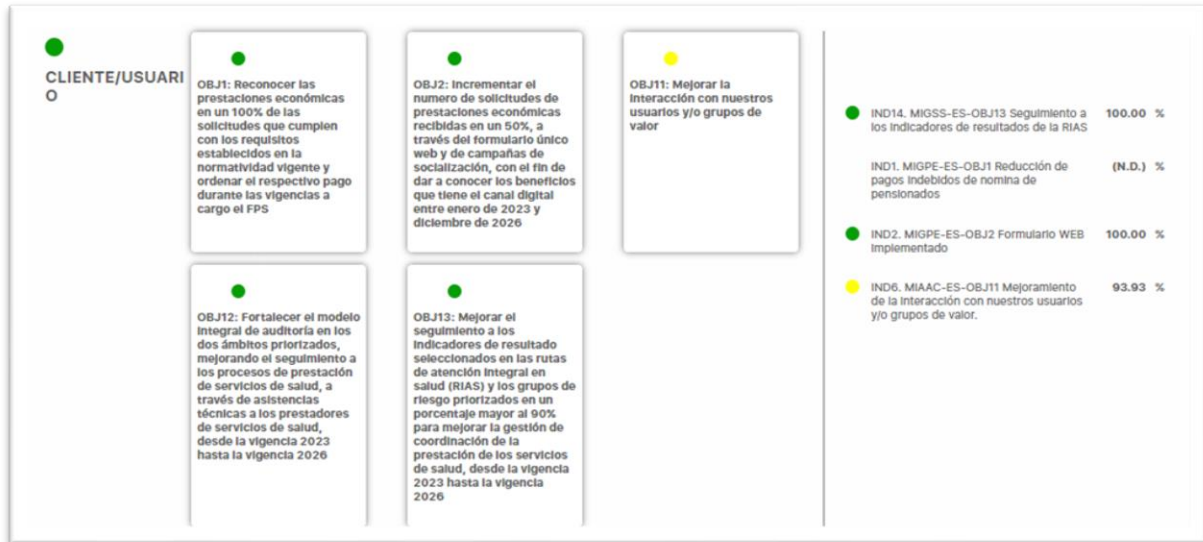 CLIENTE/USUARI
O
OBJ1: Reconocer las
prestaciones económicas
en un 100% de las
solicitudes que cumplen
con los requisitos
establecidos en la
normatividad vigente y
ordenar el respectivo pago
durante las vigencias a
cargo el FPS
OBJ2: Incrementar el
numero de solicitudes de
prestaciones económicas
recibidas en un 50%, a
través del formulario único
web y de campañas de
socialización, con el fin de
dar a conocer los beneficios
que tiene el canal digital
entre enero de 2023 y
diciembre de 2026
OBJ11: Mejorar la
interacción con nuestros
usuarios y/o grupos de
valor
OBJ12: Fortalecer el modelo
integral de auditoría en los
dos ámbitos priorizados,
mejorando el seguimiento a
los procesos de prestación
de servicios de salud, a
través de asistencias
técnicas a los prestadores
de servicios de salud,
desde la vigencia 2023
hasta la vigencia 2026
OBJ13: Mejorar el
seguimiento a los
indicadores de resultado
seleccionados en las rutas
de atención integral en
salud (RIAS) y los grupos de
riesgo priorizados en un
porcentaje mayor al 90%
para mejorar la gestión de
coordinación de la
prestación de los servicios
de salud, desde la vigencia
2023 hasta la vigencia
2026
IND14. MIGSS-ES-OBJ13 Seguimiento a 100.00 %
los indicadores de resultados de la RIAS
IND1. MIGPE-ES-OBJ1 Reducción de (N.D.) %
pagos indebidos de nomina de
pensionados
IND2. MIGPE-ES-OBJ2 Formulario WEB 100.00 %
Implementado
IND6. MIAAC-ES-OBJ11 Mejoramiento 93.93 %
de la interacción con nuestros usuarios
y/o grupos de valor.